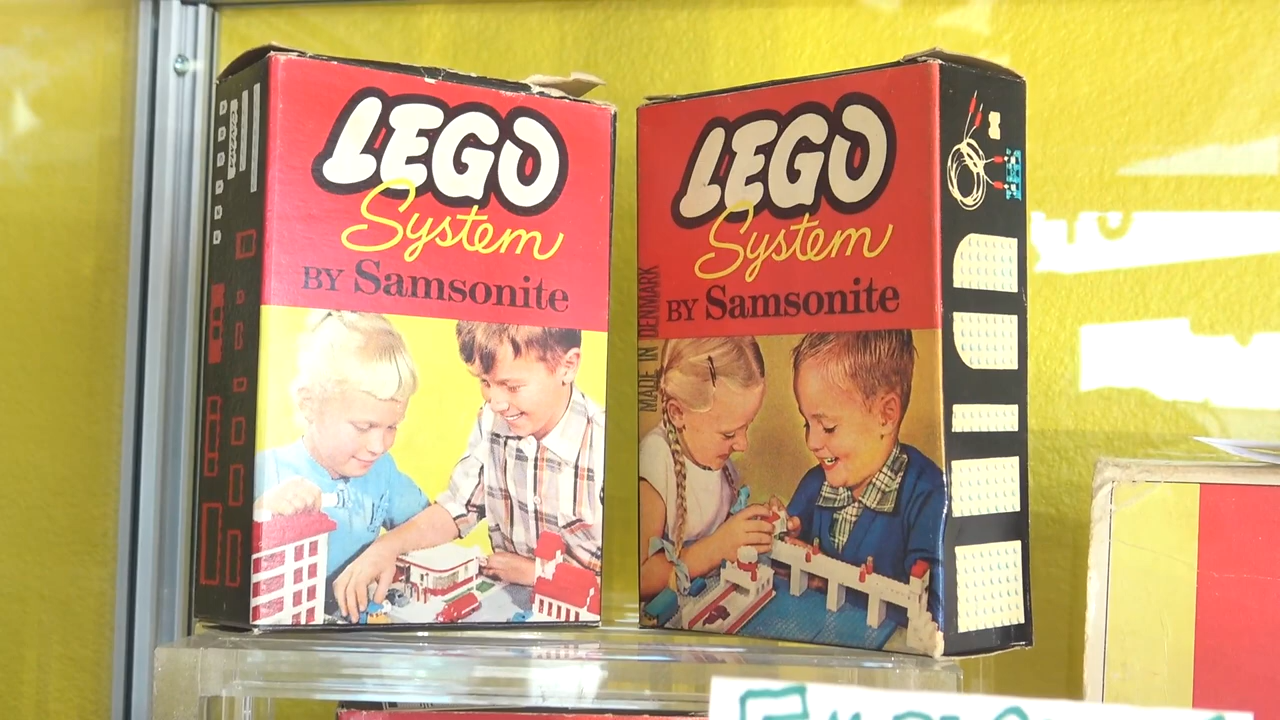 LEGO
System
BY Samsonite
LEGO
System
BY Samsonite
MADE IN DENMARK